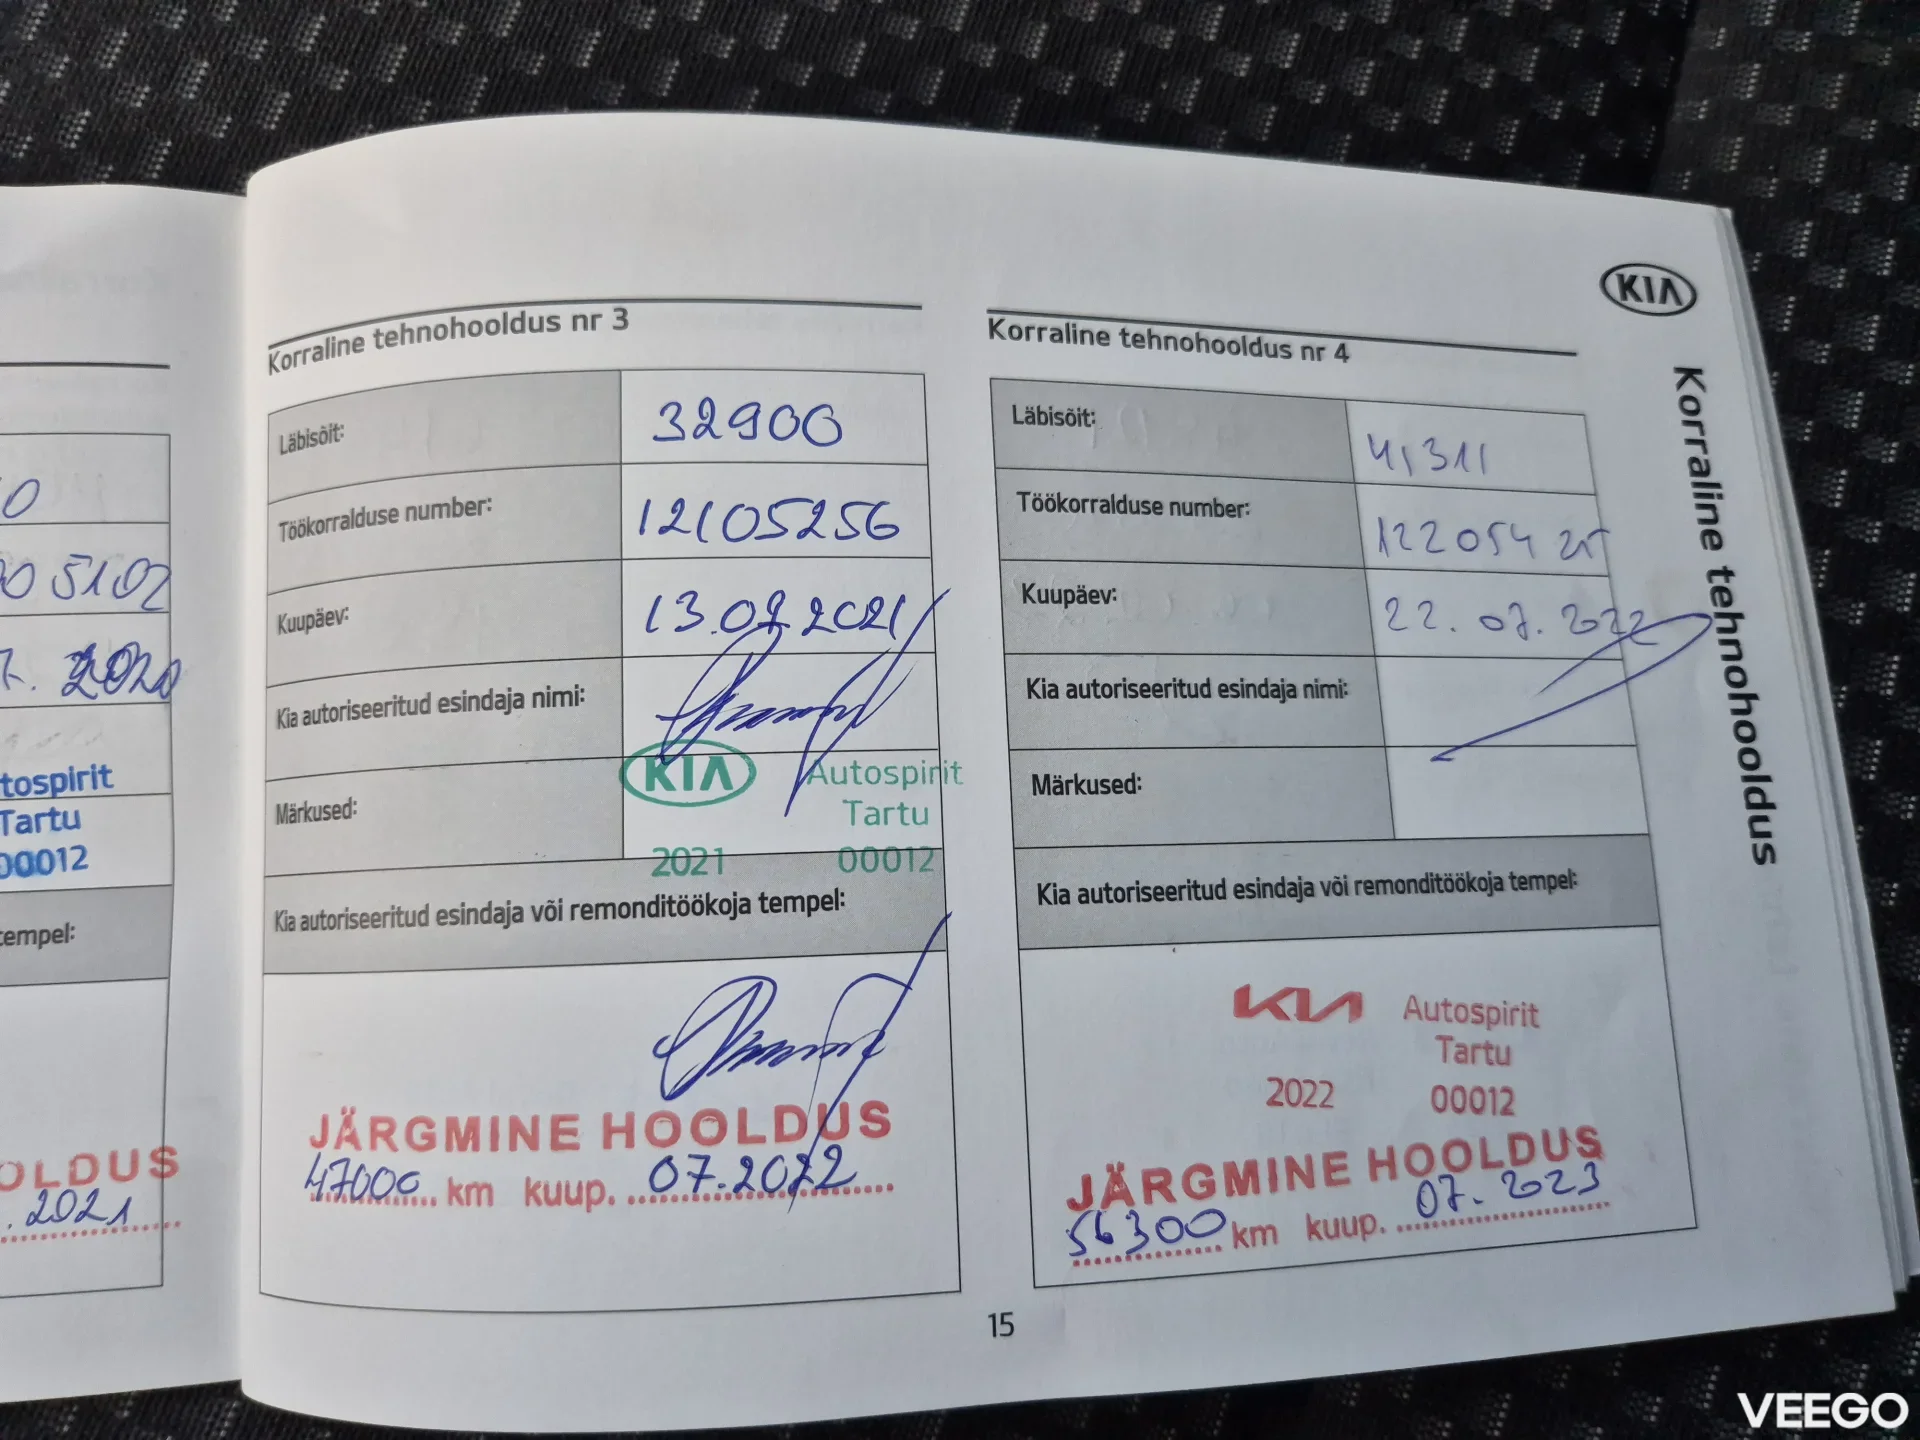 0
005102
7. 2020
tospirit
Tartu
00012
tempel:
OLDUS
. 2021
Korraline tehnohooldus nr 3
Läbisõit: 32900
Töökorralduse number: 12105256
Kuupäev: 13.07.2021
Kia autoriseeritud esindaja nimi:
Märkused:
KIA Autospirit
Tartu
2021 00012
Kia autoriseeritud esindaja või remonditöökoja tempel:
JÄRGMINE HOOLDUS
47000 km kuup. 07.2022
Korraline tehnohooldus nr 4
Läbisõit: 41311
Töökorralduse number:
Kuupäev: 22.07.2022
Kia autoriseeritud esindaja nimi:
Märkused:
Kia autoriseeritud esindaja või remonditöökoja tempel:
KIA Autospirit
Tartu
2022 00012
JÄRGMINE HOOLDUS
56300 km kuup. 07.2023
KIA
Korraline tehnohooldus
15
VEEGO